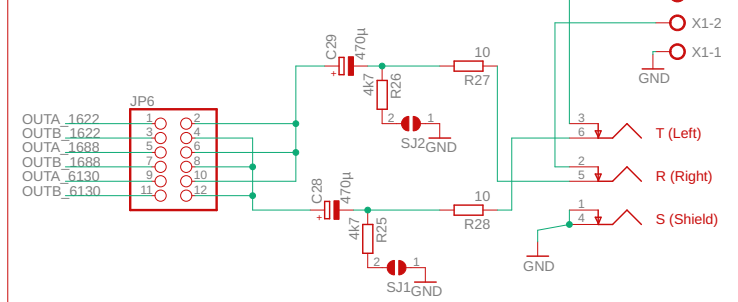 X1-2
X1-1
GND
C29
470µ
+
10
R27
4k7
R26
2 1
SJ2
GND
JP6
OUTA_1622 1 2
OUTB_1622 3 4
OUTA_1688 5 6
OUTB_1688 7 8
OUTA_6130 9 10
OUTB_6130 11 12
3
6
T (Left)
2
5
R (Right)
1
4
S (Shield)
GND
C28
470µ
+
10
R28
4k7
R25
2 1
SJ1
GND